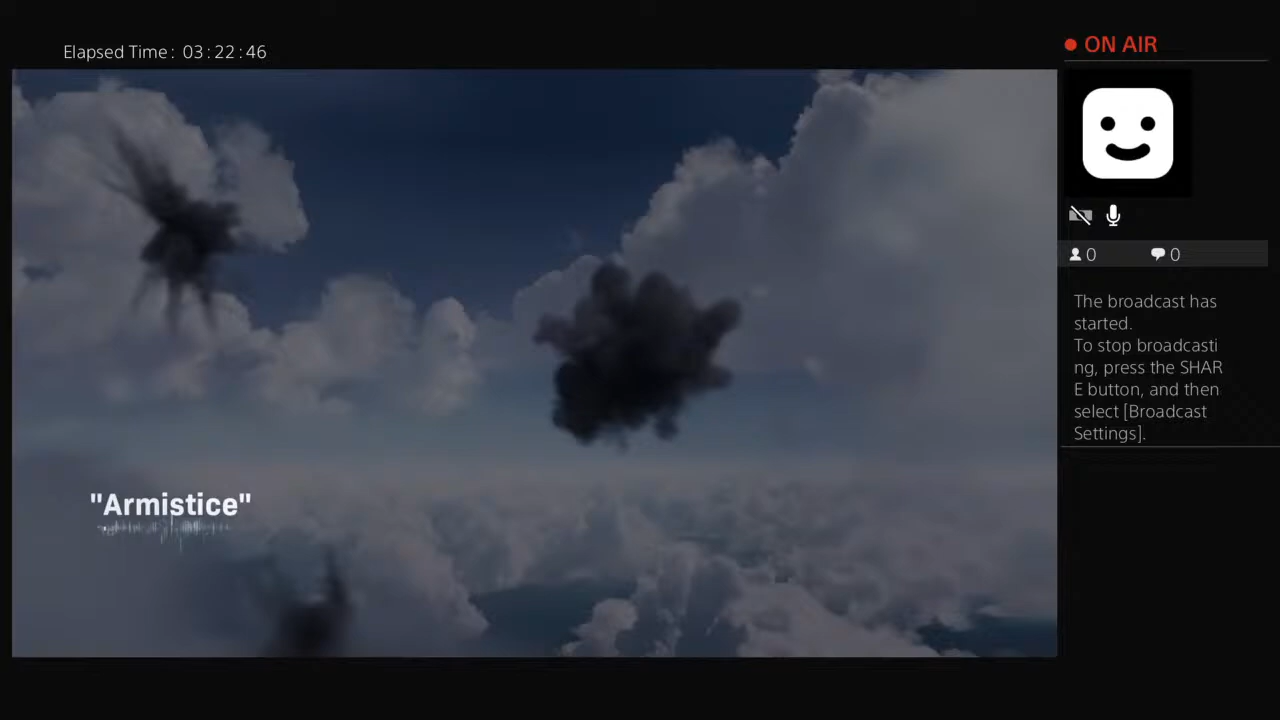 Elapsed Time: 03:22:46
ON AIR
0 0
The broadcast has
started.
To stop broadcasti
ng, press the SHAR
E button, and then
select [Broadcast
Settings].
"Armistice"